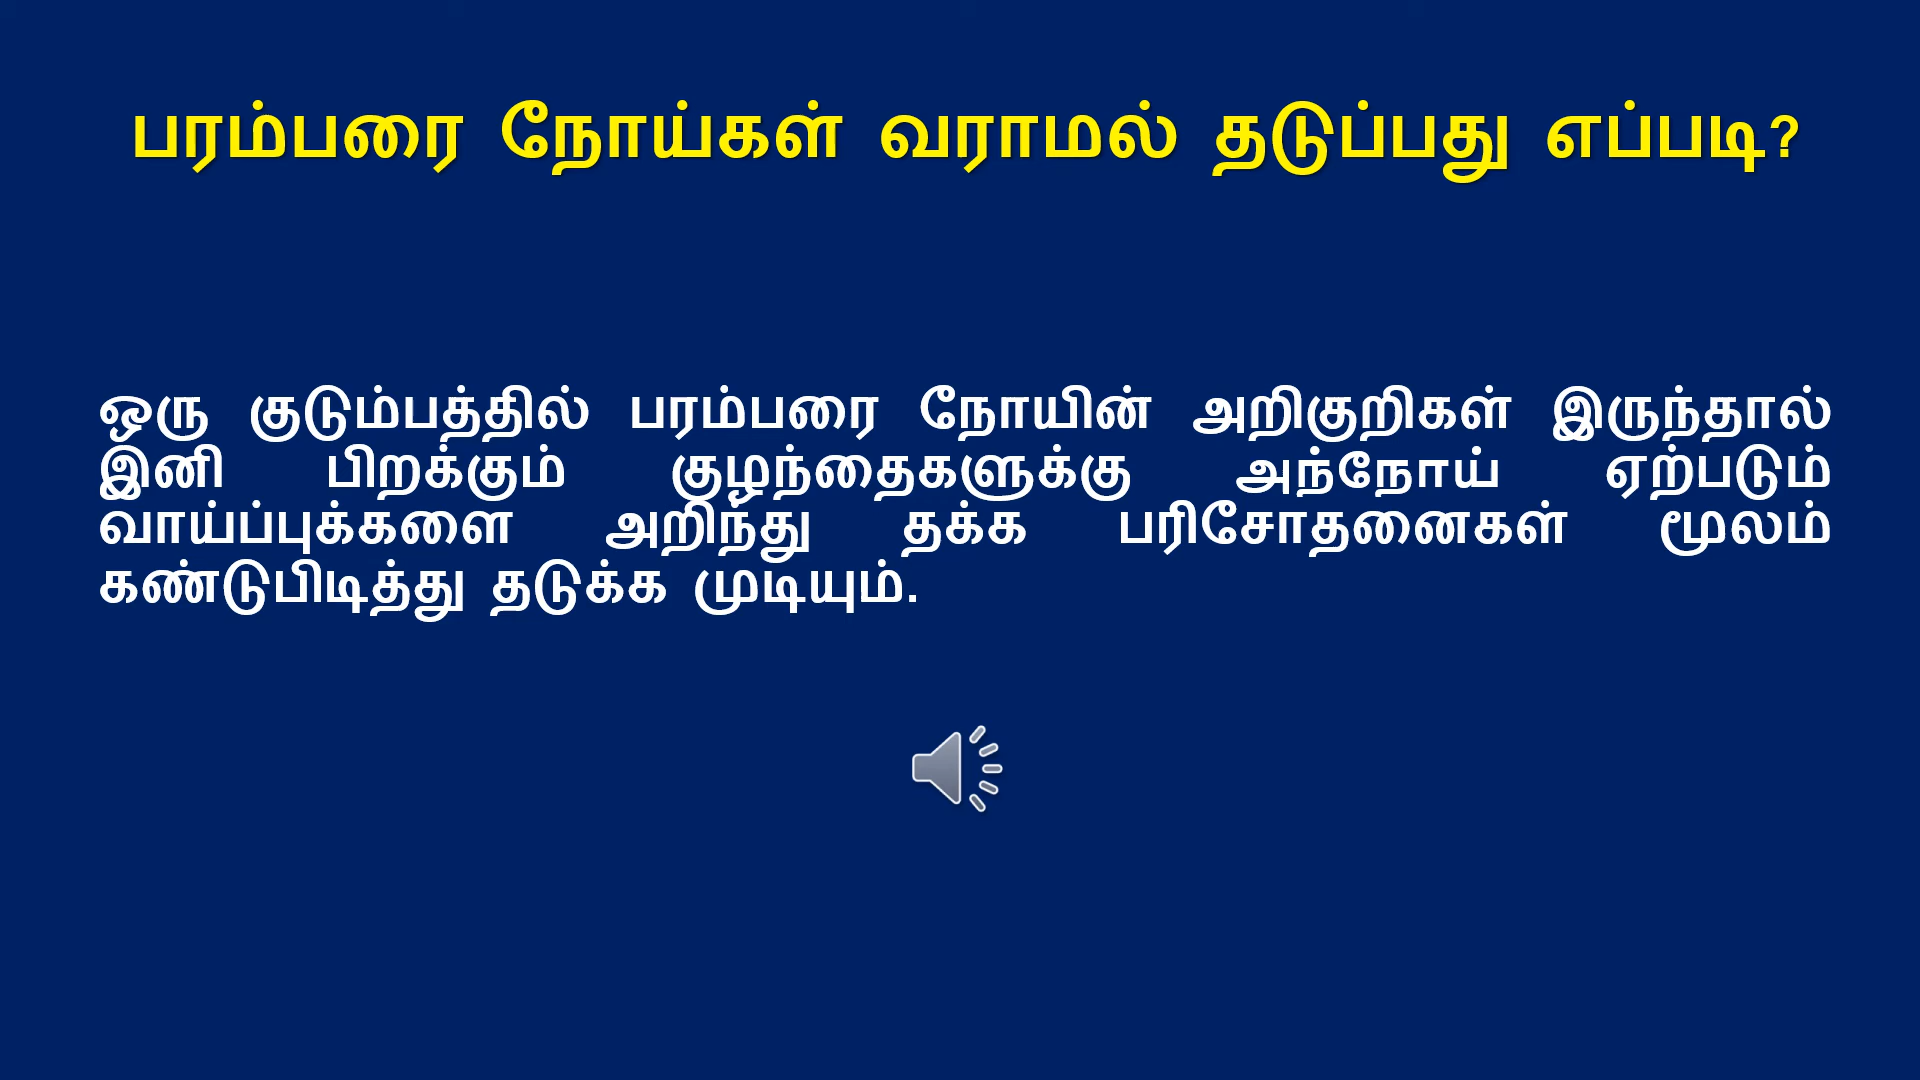 பரம்பரை நோய்கள் வராமல் தடுப்பது எப்படி?
ஒரு குடும்பத்தில் பரம்பரை நோயின் அறிகுறிகள் இருந்தால்
இனி பிறக்கும் குழந்தைகளுக்கு அந்நோய் ஏற்படும்
வாய்ப்புக்களை அறிந்து தக்க பரிசோதனைகள் மூலம்
கண்டுபிடித்து தடுக்க முடியும்.